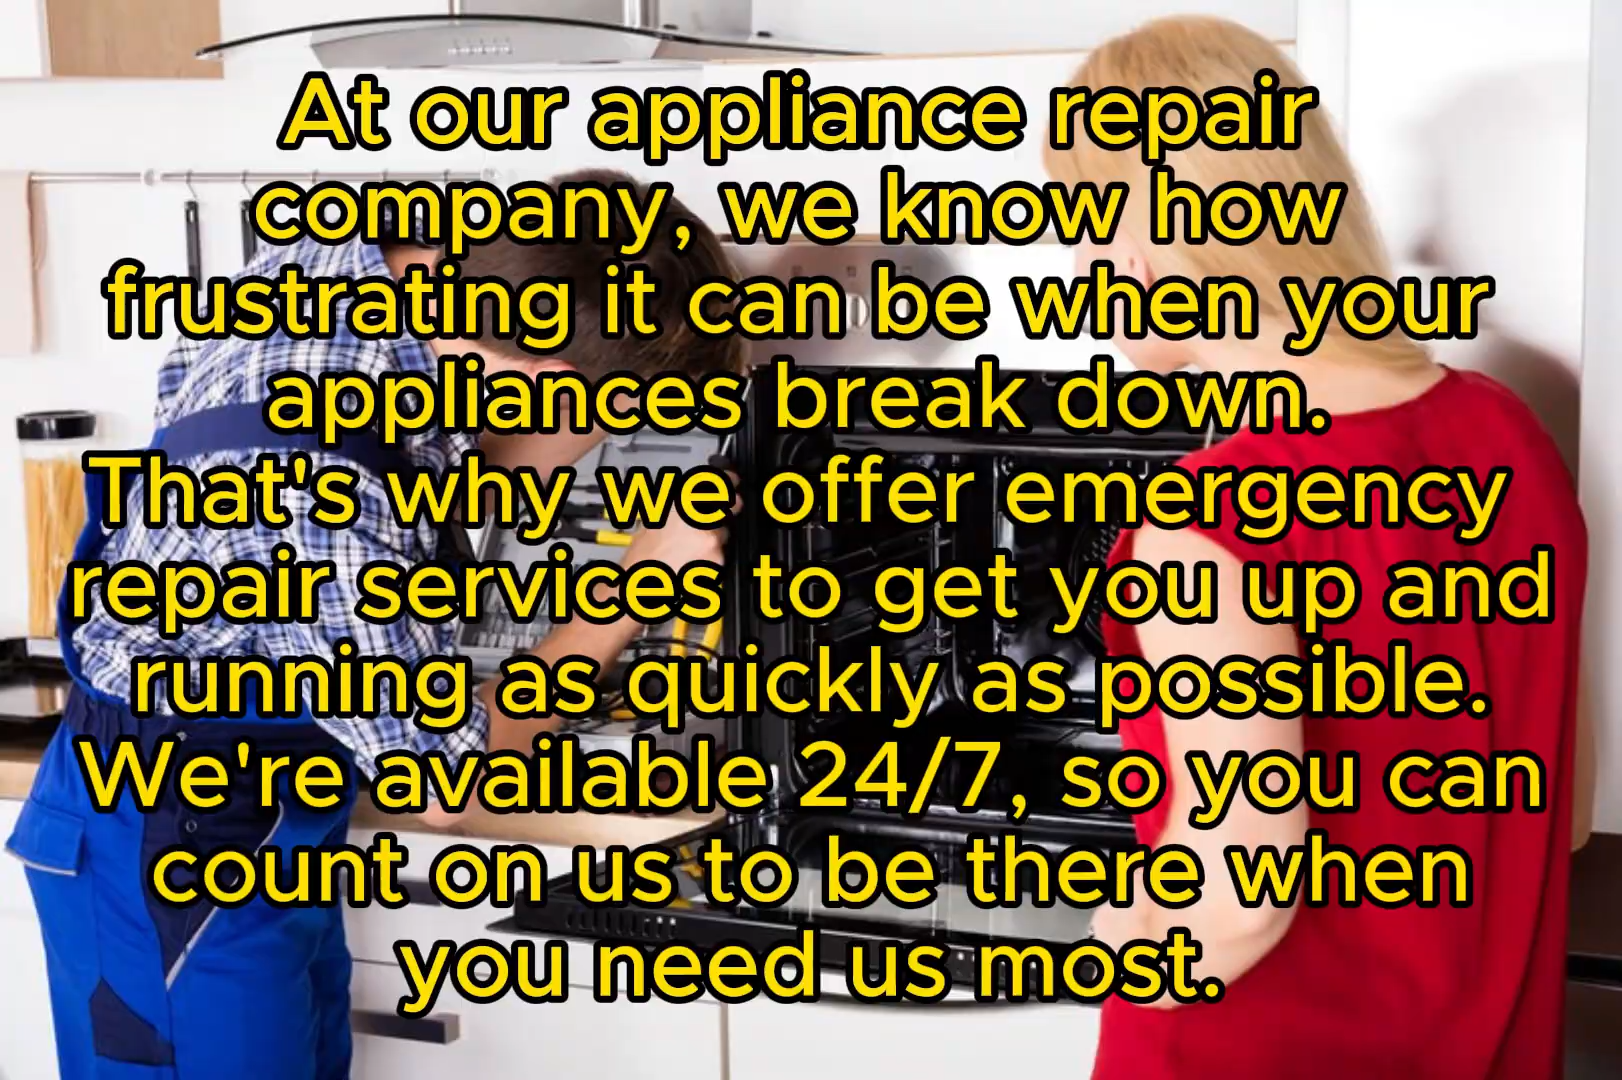 At our appliance repair
company, we know how
frustrating it can be when your
appliances break down.
That's why we offer emergency
repair services to get you up and
running as quickly as possible.
We're available 24/7, so you can
count on us to be there when
you need us most.